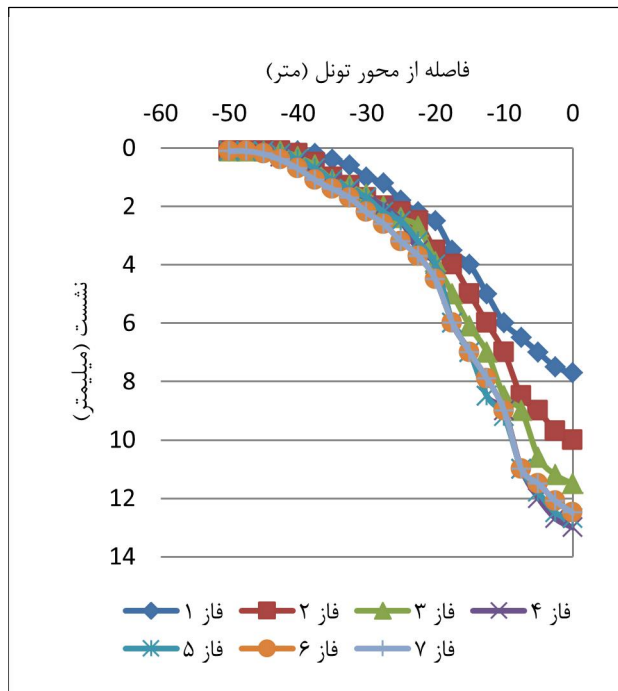 فاصله از محور تونل (متر)
-60 -50 -40 -30 -20 -10 0
0
2
4
6
8
10
12
14
نشست (میلیمتر)
فاز ۱ فاز ۲ فاز ۳ فاز ۴
فاز ۵ فاز ۶ فاز ۷